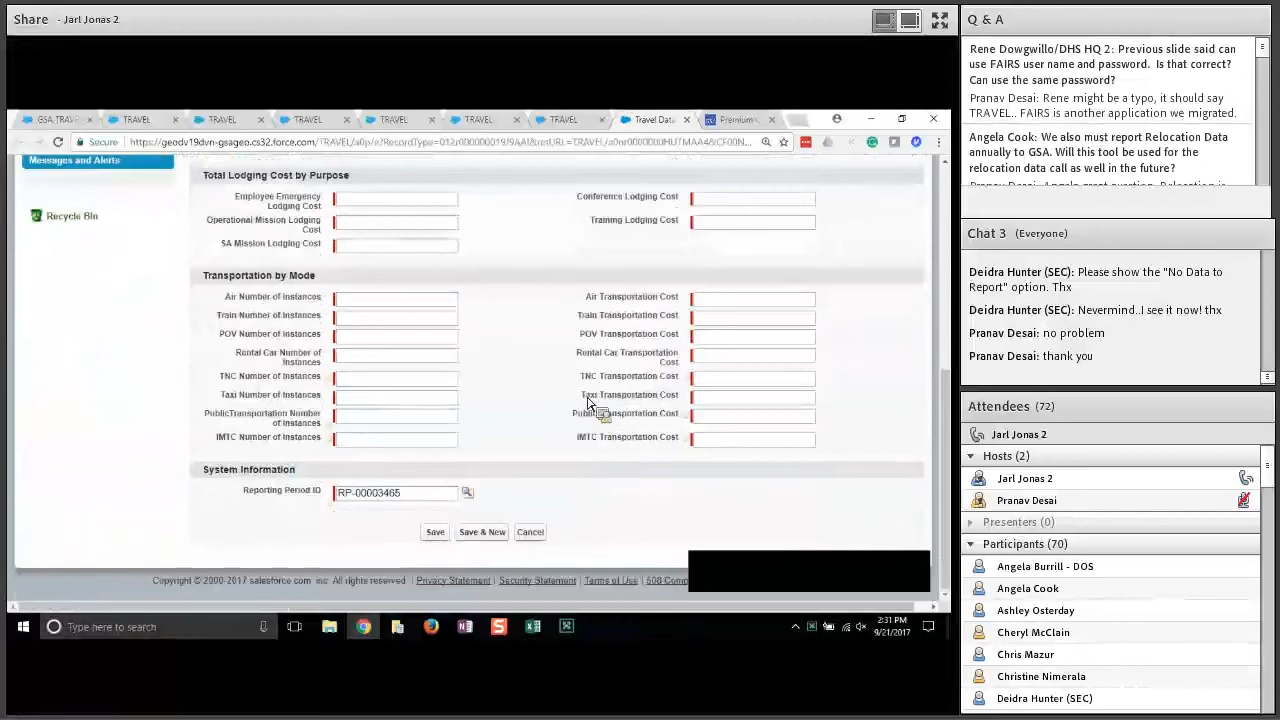 Share - Jarl Jonas 2
GSA TRAVEL TRAVEL TRAVEL TRAVEL TRAVEL TRAVEL TRAVEL Travel Data Premium
Secure
Messages and Alerts
Recycle Bin
Total Lodging Cost by Purpose
Employee Emergency Lodging Cost
Conference Lodging Cost
Operational Mission Lodging Cost
Training Lodging Cost
SA Mission Lodging Cost
Transportation by Mode
Air Number of Instances
Air Transportation Cost
Train Number of Instances
Train Transportation Cost
POV Number of Instances
POV Transportation Cost
Rental Car Number of Instances
Rental Car Transportation Cost
TNC Number of Instances
TNC Transportation Cost
Taxi Number of Instances
Taxi Transportation Cost
PublicTransportation Number of Instances
IMTC Number of Instances
IMTC Transportation Cost
System Information
Reporting Period ID RP-00003465
Save Save & New Cancel
Copyright © 2000-2017 salesforce.com, inc. All rights reserved. | Privacy Statement | Security Statement | Terms of Use | 508 Comp
Type here to search
2:31 PM
9/21/2017
Q & A
Rene Dowgwillo/DHS HQ 2: Previous slide said can
use FAIRS user name and password. Is that correct?
Can use the same password?
Pranav Desai: Rene might be a typo, it should say
TRAVEL.. FAIRS is another application we migrated.
Angela Cook: We also must report Relocation Data
annually to GSA. Will this tool be used for the
relocation data call as well in the future?
Chat 3 (Everyone)
Deidra Hunter (SEC): Please show the "No Data to
Report" option. Thx
Deidra Hunter (SEC): Nevermind..I see it now! thx
Pranav Desai: no problem
Pranav Desai: thank you
Attendees (72)
Jarl Jonas 2
Hosts (2)
Jarl Jonas 2
Pranav Desai
Presenters (0)
Participants (70)
Angela Burrill - DOS
Angela Cook
Ashley Osterday
Cheryl McClain
Chris Mazur
Christine Nimerala
Deidra Hunter (SEC)